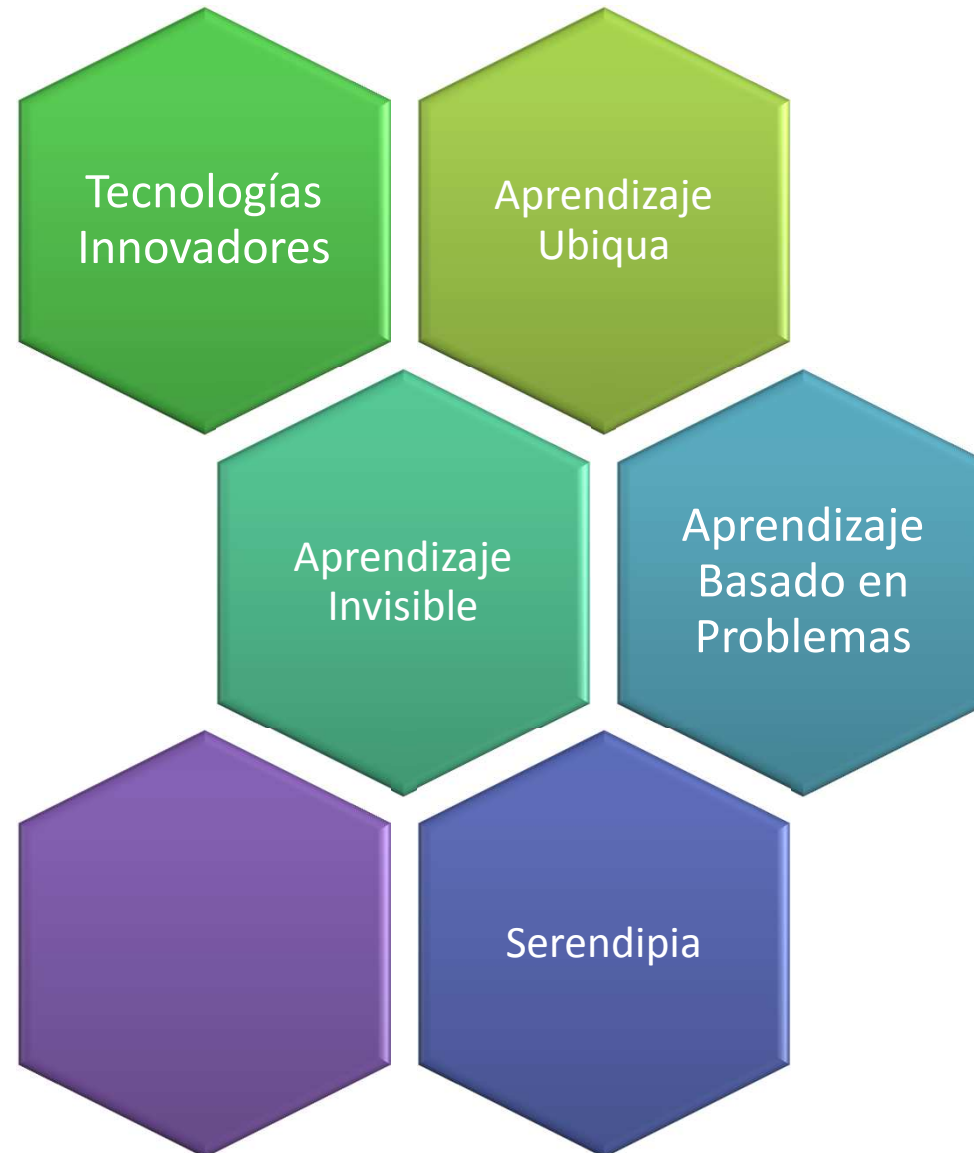 Tecnologías
Innovadores
Aprendizaje
Ubiqua
Aprendizaje
Invisible
Aprendizaje
Basado en
Problemas
Serendipia